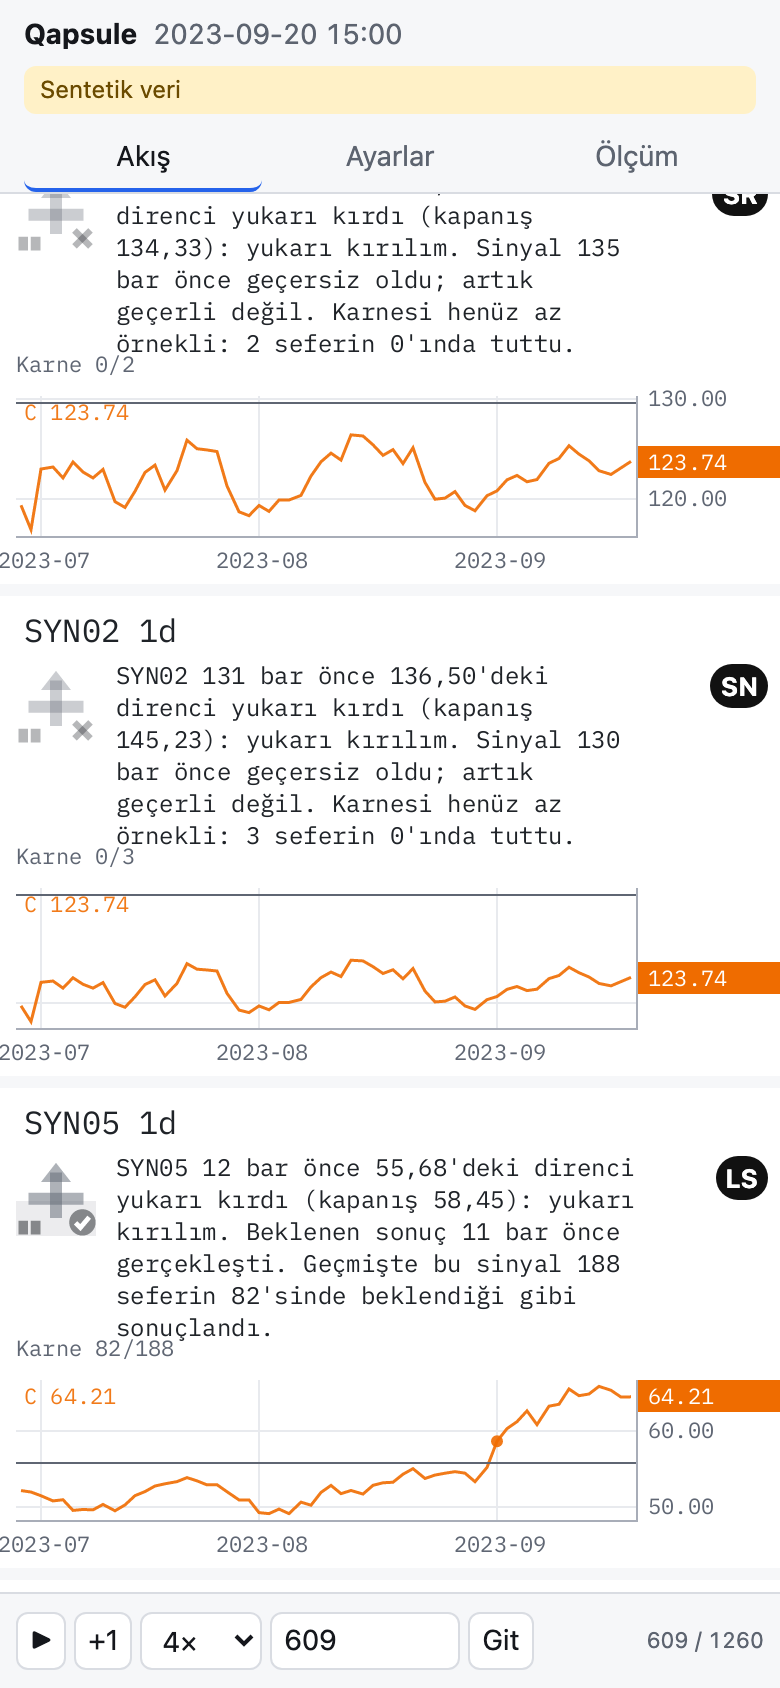 Qapsule 2023-09-20 15:00
Sentetik veri
Akış Ayarlar Ölçüm
direnci yukarı kırdı (kapanış
134,33): yukarı kırılım. Sinyal 135
bar önce geçersiz oldu; artık
geçerli değil. Karnesi henüz az
örnekli: 2 seferin 0'ında tuttu.
SR
Karne 0/2
C 123.74
130.00
123.74
120.00
2023-07 2023-08 2023-09
SYN02 1d
SYN02 131 bar önce 136,50'deki
direnci yukarı kırdı (kapanış
145,23): yukarı kırılım. Sinyal 130
bar önce geçersiz oldu; artık
geçerli değil. Karnesi henüz az
örnekli: 3 seferin 0'ında tuttu.
SN
Karne 0/3
C 123.74
123.74
2023-07 2023-08 2023-09
SYN05 1d
SYN05 12 bar önce 55,68'deki direnci
yukarı kırdı (kapanış 58,45): yukarı
kırılım. Beklenen sonuç 11 bar önce
gerçekleşti. Geçmişte bu sinyal 188
seferin 82'sinde beklendiği gibi
sonuçlandı.
LS
Karne 82/188
C 64.21
64.21
60.00
50.00
2023-07 2023-08 2023-09
+1 4× 609 Git 609 / 1260